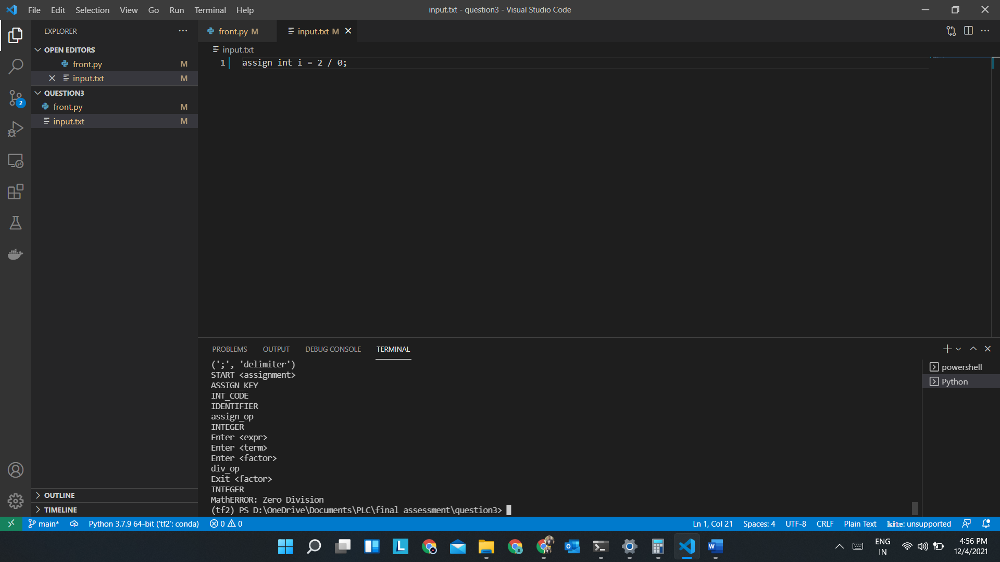 File Edit Selection View Go Run Terminal Help
input.txt - question3 - Visual Studio Code
EXPLORER
OPEN EDITORS
front.py M
input.txt M
QUESTION3
front.py M
input.txt M
OUTLINE
TIMELINE
2
front.py M
input.txt M
input.txt
1 assign int i = 2 / 0;
PROBLEMS OUTPUT DEBUG CONSOLE TERMINAL
(';', 'delimiter')
START <assignment>
ASSIGN_KEY
INT_CODE
IDENTIFIER
assign_op
INTEGER
Enter <expr>
Enter <term>
Enter <factor>
div_op
Exit <factor>
INTEGER
MathERROR: Zero Division
(tf2) PS D:\OneDrive\Documents\PLC\final assessment\question3>
powershell
Python
main* Python 3.7.9 64-bit ('tf2': conda) 0 0
Ln 1, Col 21 Spaces: 4 UTF-8 CRLF Plain Text kite: unsupported
L
W
ENG
IN
4:56 PM
12/4/2021